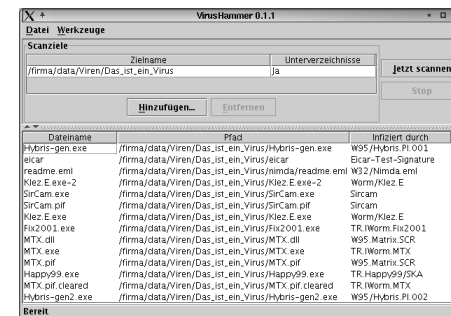 VirusHammer 0.1.1
Datei Werkzeuge
Scanziele
Zielname Unterverzeichnisse
/firma/data/Viren/Das_ist_ein_Virus Ja
Jetzt scannen
Stop
Hinzufügen... Entfernen
Dateiname Pfad Infiziert durch
Hybris-gen.exe /firma/data/Viren/Das_ist_ein_Virus/Hybris-gen.exe W95/Hybris.PI.001
eicar /firma/data/Viren/Das_ist_ein_Virus/eicar Eicar-Test-Signature
readme.eml /firma/data/Viren/Das_ist_ein_Virus/nimda/readme.eml W32/Nimda.eml
Klez.E.exe-2 /firma/data/Viren/Das_ist_ein_Virus/Klez.E.exe-2 Worm/Klez.E
SirCam.exe /firma/data/Viren/Das_ist_ein_Virus/SirCam.exe Sircam
SirCam.pif /firma/data/Viren/Das_ist_ein_Virus/SirCam.pif Sircam
Klez.E.exe /firma/data/Viren/Das_ist_ein_Virus/Klez.E.exe Worm/Klez.E
Fix2001.exe /firma/data/Viren/Das_ist_ein_Virus/Fix2001.exe TR.IWorm.Fix2001
MTX.dll /firma/data/Viren/Das_ist_ein_Virus/MTX.dll W95.Matrix.SCR
MTX.exe /firma/data/Viren/Das_ist_ein_Virus/MTX.exe TR.IWorm.MTX
MTX.pif /firma/data/Viren/Das_ist_ein_Virus/MTX.pif W95.Matrix.SCR
Happy99.exe /firma/data/Viren/Das_ist_ein_Virus/Happy99.exe TR.Happy99/SKA
MTX.pif.cleared /firma/data/Viren/Das_ist_ein_Virus/MTX.pif.cleared TR.IWorm.MTX
Hybris-gen2.exe /firma/data/Viren/Das_ist_ein_Virus/Hybris-gen2.exe W95/Hybris.PI.002
Bereit